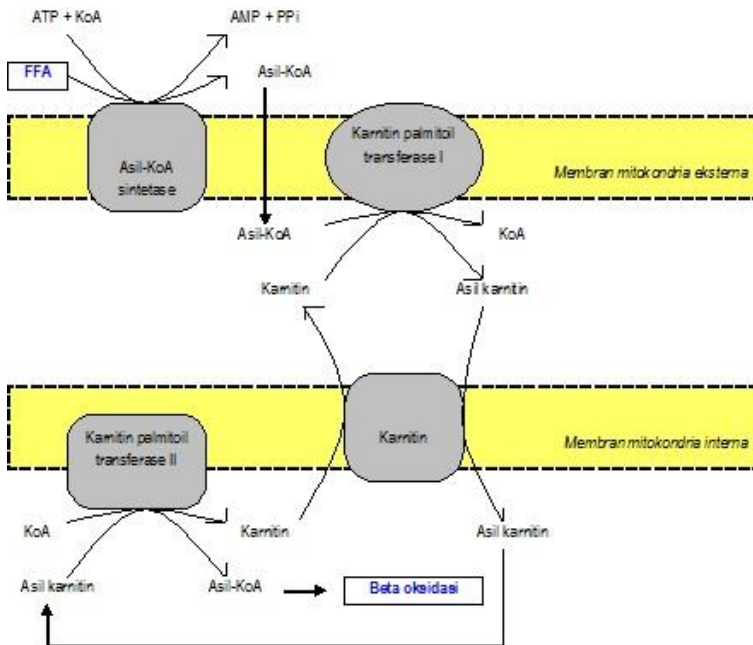 ATP + KoA
AMP + PPi
FFA
Asil-KoA
Asil-KoA
sintetase
Karnitin palmitoil
transferase I
Membran mitokondria eksterna
Asil-KoA
KoA
Karnitin
Asil karnitin
Karnitin palmitoil
transferase II
Karnitin
Membran mitokondria interna
KoA
Karnitin
Asil karnitin
Asil karnitin
Asil-KoA
Beta oksidasi